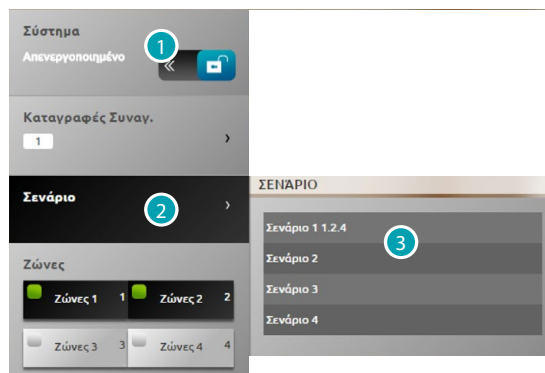 Σύστημα
1
Απενεργοποιημένο
«
Καταγραφές Συναγ.
1
›
Σενάριο
2
›
Ζώνες
Ζώνες 1 1 Ζώνες 2 2
Ζώνες 3 3 Ζώνες 4 4
ΣΕΝΆΡΙΟ
Σενάριο 1 1.2.4
3
Σενάριο 2
Σενάριο 3
Σενάριο 4